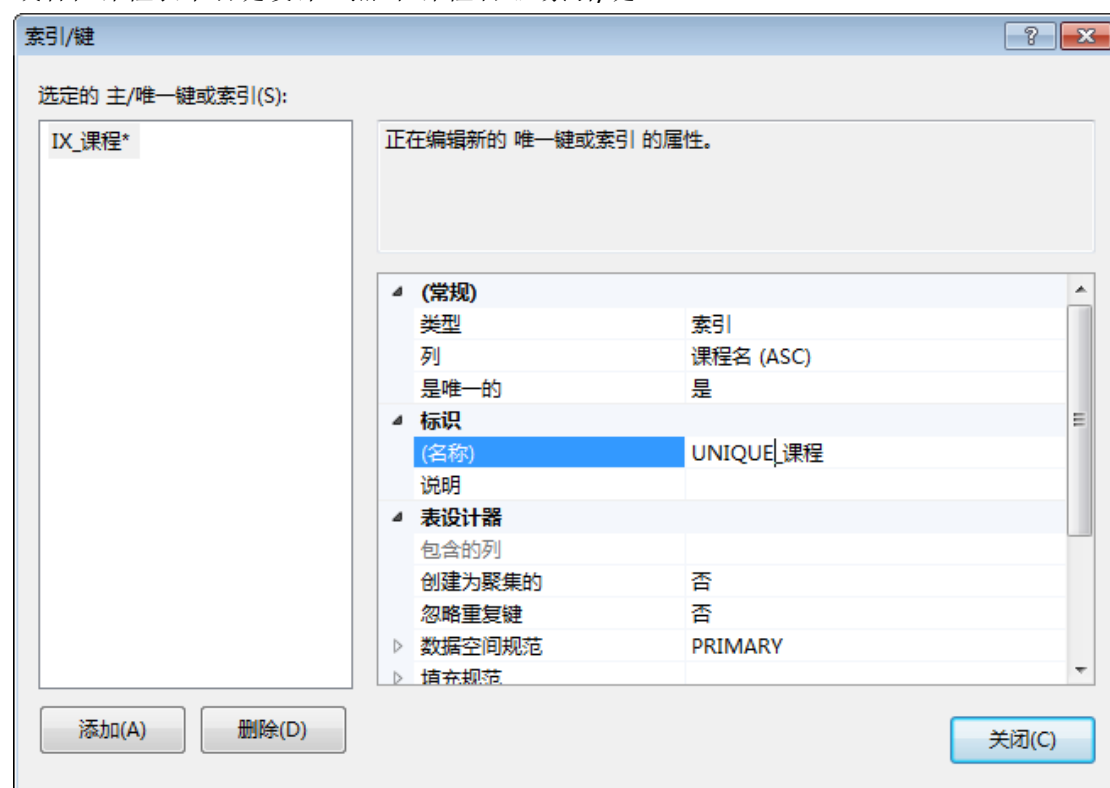 索引/键
选定的 主/唯一键或索引(S):
IX_课程*
正在编辑新的 唯一键或索引 的属性。
(常规)
类型 索引
列 课程名 (ASC)
是唯一的 是
标识
(名称) UNIQUE_课程
说明
表设计器
包含的列
创建为聚集的 否
忽略重复键 否
数据空间规范 PRIMARY
填充规范
添加(A) 删除(D)
关闭(C)